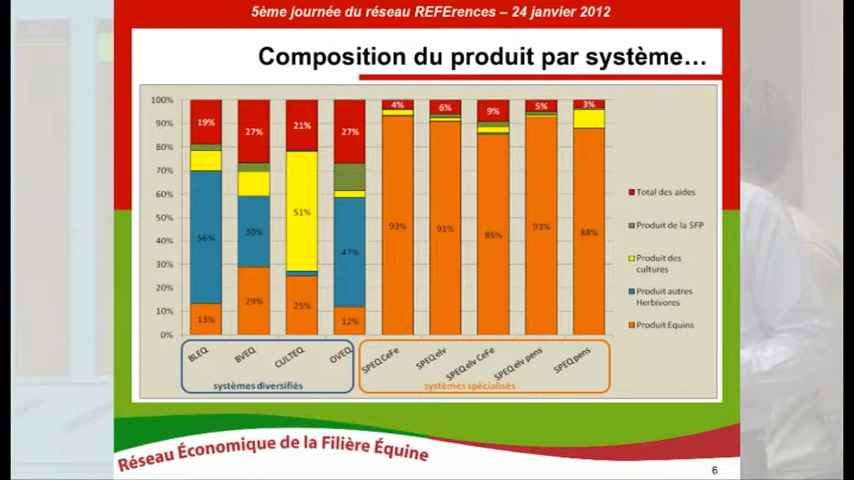 5ème journée du réseau REFErences – 24 janvier 2012
Composition du produit par système…
100%
90%
80%
70%
60%
50%
40%
30%
20%
10%
0%
19%
56%
13%
27%
30%
29%
21%
51%
25%
27%
47%
12%
4%
93%
6%
91%
9%
85%
5%
93%
3%
88%
BLEQ
BVEQ
CULTEQ
OVEQ
SPEQ CeFe
SPEQ elv
SPEQ elv CeFe
SPEQ elv pens
SPEQ pens
systèmes diversifiés
systèmes spécialisés
Total des aides
Produit de la SFP
Produit des
cultures
Produit autres
Herbivores
Produit Equins
Réseau Économique de la Filière Équine
6